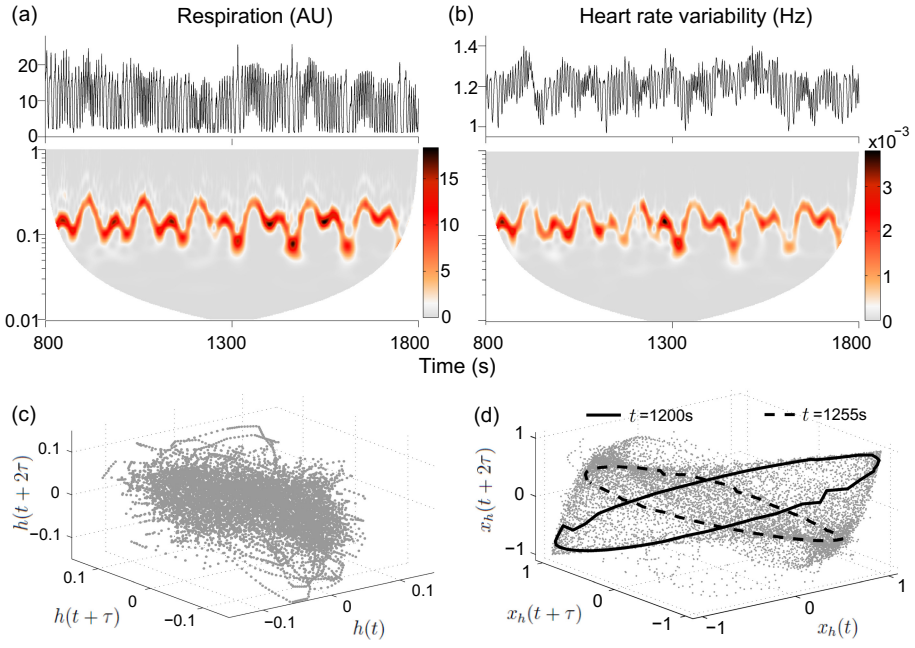 (a) Respiration (AU)
(b) Heart rate variability (Hz)
20
10
0
1.4
1.2
1
x10⁻³
1
0.1
0.01
15
10
5
0
3
2
1
0
800 1300 1800
800 1300 1800
Time (s)
(c)
0.1
0
−0.1
h(t + 2τ)
0.1
0
−0.1
h(t + τ)
−0.1
0
0.1
h(t)
(d)
t =1200s
t =1255s
1
0
−1
x_h(t + 2τ)
1
0
−1
x_h(t + τ)
−1
0
1
x_h(t)